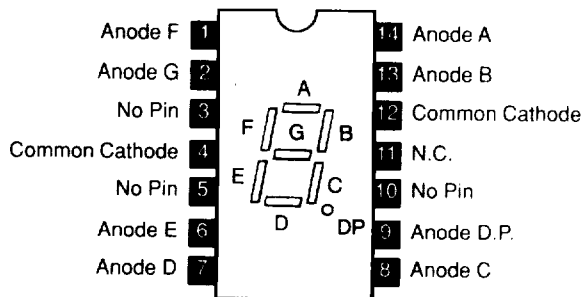 Anode F 1
Anode G 2
No Pin 3
Common Cathode 4
No Pin 5
Anode E 6
Anode D 7
A
F G B
E C
D DP
14 Anode A
13 Anode B
12 Common Cathode
11 N.C.
10 No Pin
9 Anode D.P.
8 Anode C